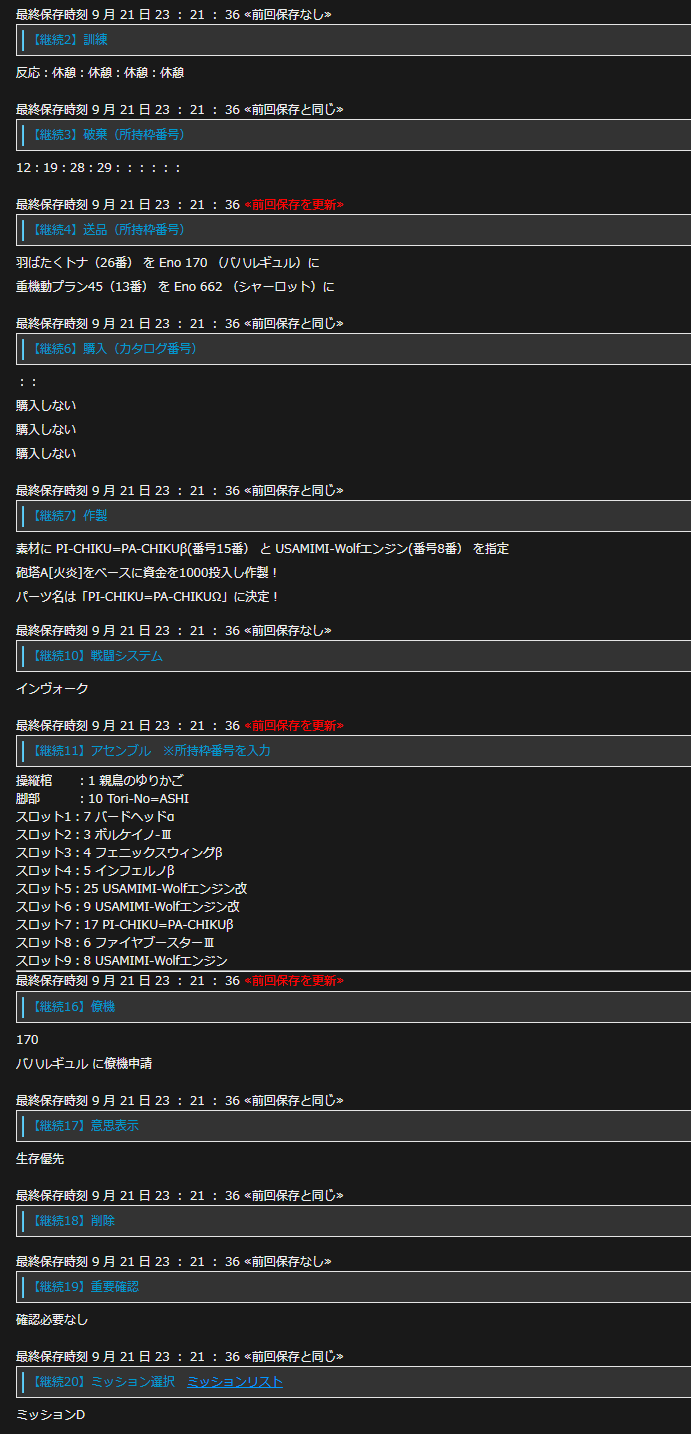 最終保存時刻 9 月 21 日 23 ： 21 ： 36 ≪前回保存なし≫
【継続2】訓練
反応：休憩：休憩：休憩：休憩
最終保存時刻 9 月 21 日 23 ： 21 ： 36 ≪前回保存と同じ≫
【継続3】破棄（所持枠番号）
12：19：28：29：：：：：：
最終保存時刻 9 月 21 日 23 ： 21 ： 36 ≪前回保存を更新≫
【継続4】送品（所持枠番号）
羽ばたくトナ（26番） を Eno 170 （バハルギュル）に
重機動プラン45（13番） を Eno 662 （シャーロット）に
最終保存時刻 9 月 21 日 23 ： 21 ： 36 ≪前回保存と同じ≫
【継続6】購入（カタログ番号）
：：
購入しない
購入しない
購入しない
最終保存時刻 9 月 21 日 23 ： 21 ： 36 ≪前回保存と同じ≫
【継続7】作製
素材に PI-CHIKU=PA-CHIKUβ(番号15番） と USAMIMI-Wolfエンジン(番号8番） を指定
砲塔A[火炎]をベースに資金を1000投入し作製！
パーツ名は「PI-CHIKU=PA-CHIKUΩ」に決定！
最終保存時刻 9 月 21 日 23 ： 21 ： 36 ≪前回保存なし≫
【継続10】戦闘システム
インヴォーク
最終保存時刻 9 月 21 日 23 ： 21 ： 36 ≪前回保存を更新≫
【継続11】アセンブル　※所持枠番号を入力
操縦棺　　：1 親鳥のゆりかご
脚部　　　：10 Tori-No=ASHI
スロット1：7 バードヘッドα
スロット2：3 ボルケイノ-Ⅲ
スロット3：4 フェニックスウィングβ
スロット4：5 インフェルノβ
スロット5：25 USAMIMI-Wolfエンジン改
スロット6：9 USAMIMI-Wolfエンジン改
スロット7：17 PI-CHIKU=PA-CHIKUβ
スロット8：6 ファイヤブースターⅢ
スロット9：8 USAMIMI-Wolfエンジン
最終保存時刻 9 月 21 日 23 ： 21 ： 36 ≪前回保存を更新≫
【継続16】僚機
170
バハルギュル に僚機申請
最終保存時刻 9 月 21 日 23 ： 21 ： 36 ≪前回保存と同じ≫
【継続17】意思表示
生存優先
最終保存時刻 9 月 21 日 23 ： 21 ： 36 ≪前回保存と同じ≫
【継続18】削除
最終保存時刻 9 月 21 日 23 ： 21 ： 36 ≪前回保存なし≫
【継続19】重要確認
確認必要なし
最終保存時刻 9 月 21 日 23 ： 21 ： 36 ≪前回保存と同じ≫
【継続20】ミッション選択　ミッションリスト
ミッションD